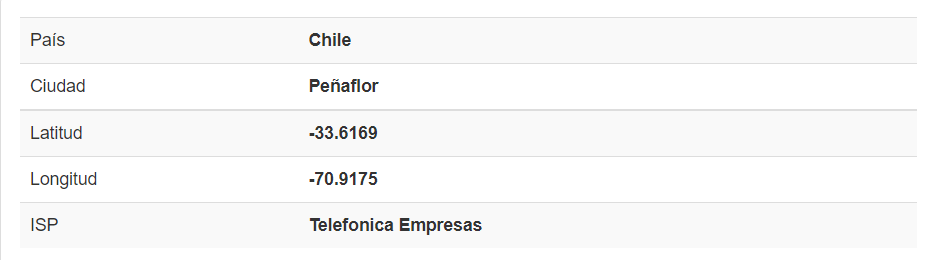 País Chile
Ciudad Peñaflor
Latitud -33.6169
Longitud -70.9175
ISP Telefonica Empresas